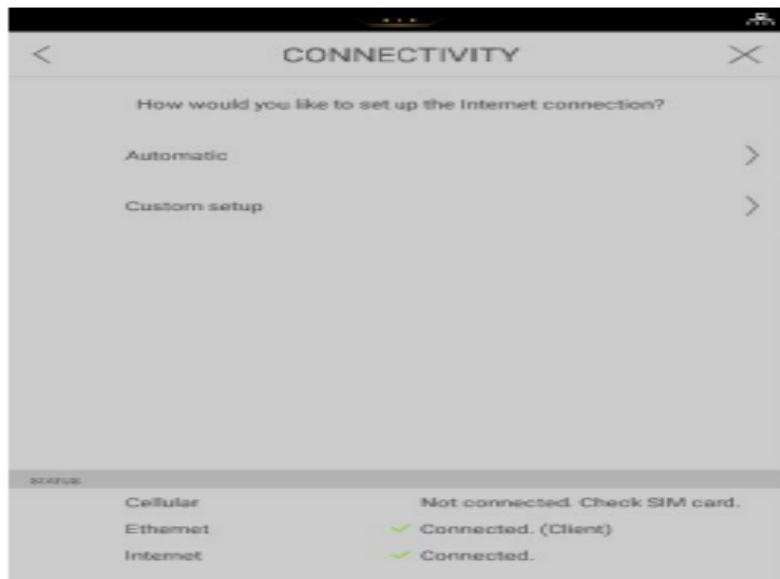 CONNECTIVITY
How would you like to set up the Internet connection?
Automatic
Custom setup
STATUS
Cellular Not connected. Check SIM card.
Ethernet Connected. (Client)
Internet Connected.